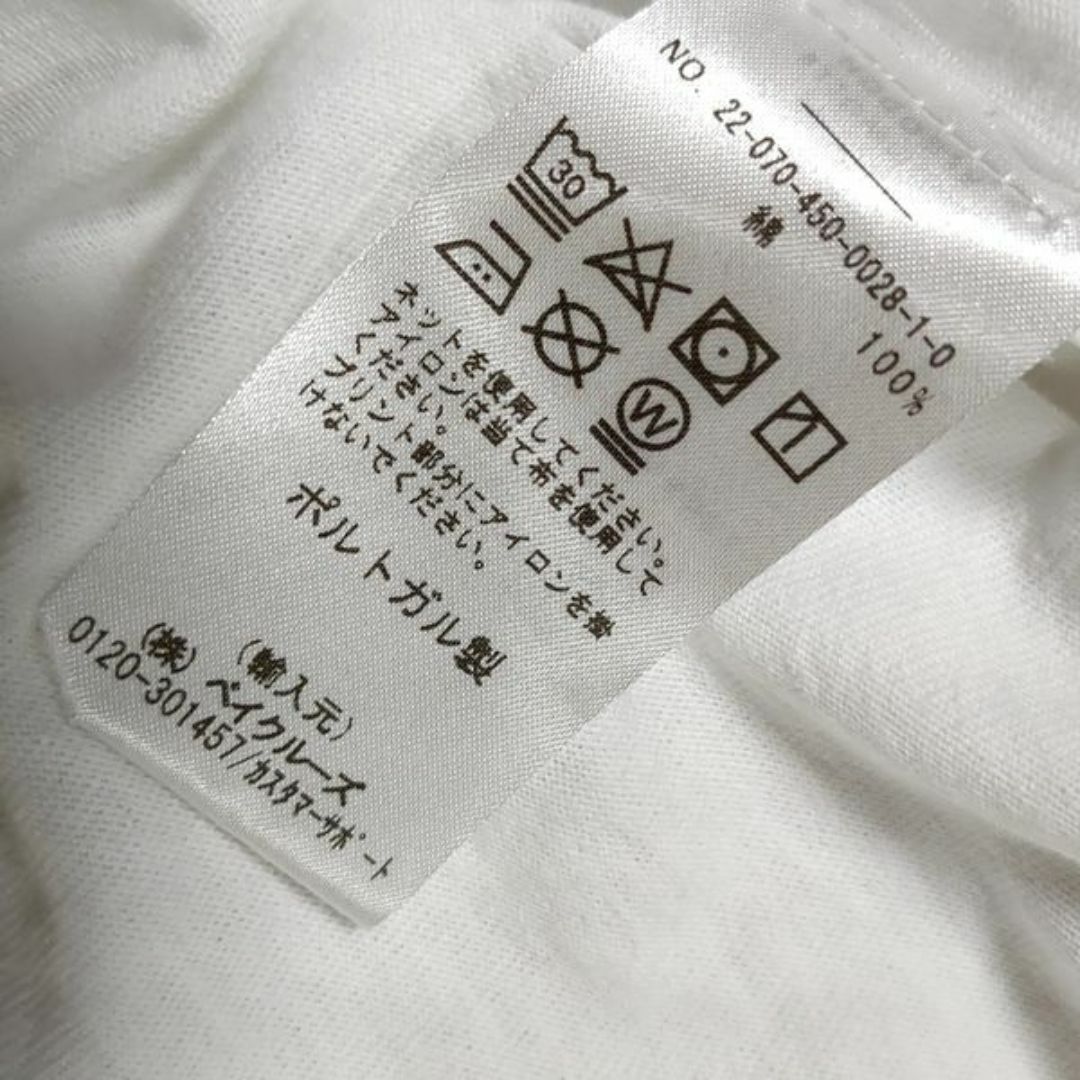 NO. 22-070-450-0028-1-0
綿 100%
30
W
ネットを使用してください。
アイロンは当て布を使用して
ください。
プリント部分にアイロンを掛
けないでください。
ポルトガル製
(輸入元)
(株) ベイクルーズ
0120-301457/カスタマーサポート